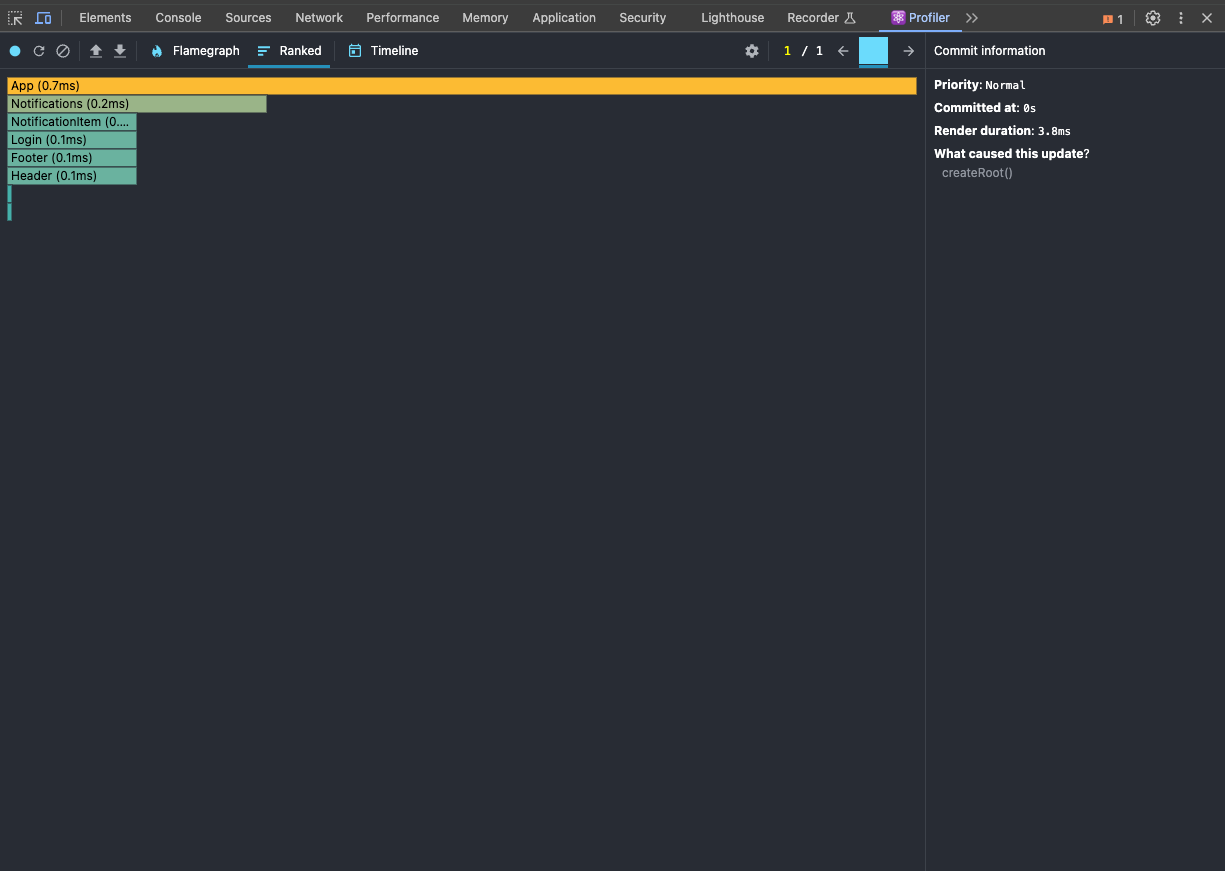 Elements Console Sources Network Performance Memory Application Security Lighthouse Recorder Profiler 1
Flamegraph Ranked Timeline 1 / 1 Commit information
App (0.7ms)
Notifications (0.2ms)
NotificationItem (0....
Login (0.1ms)
Footer (0.1ms)
Header (0.1ms)
Priority: Normal
Committed at: 0s
Render duration: 3.8ms
What caused this update?
createRoot()